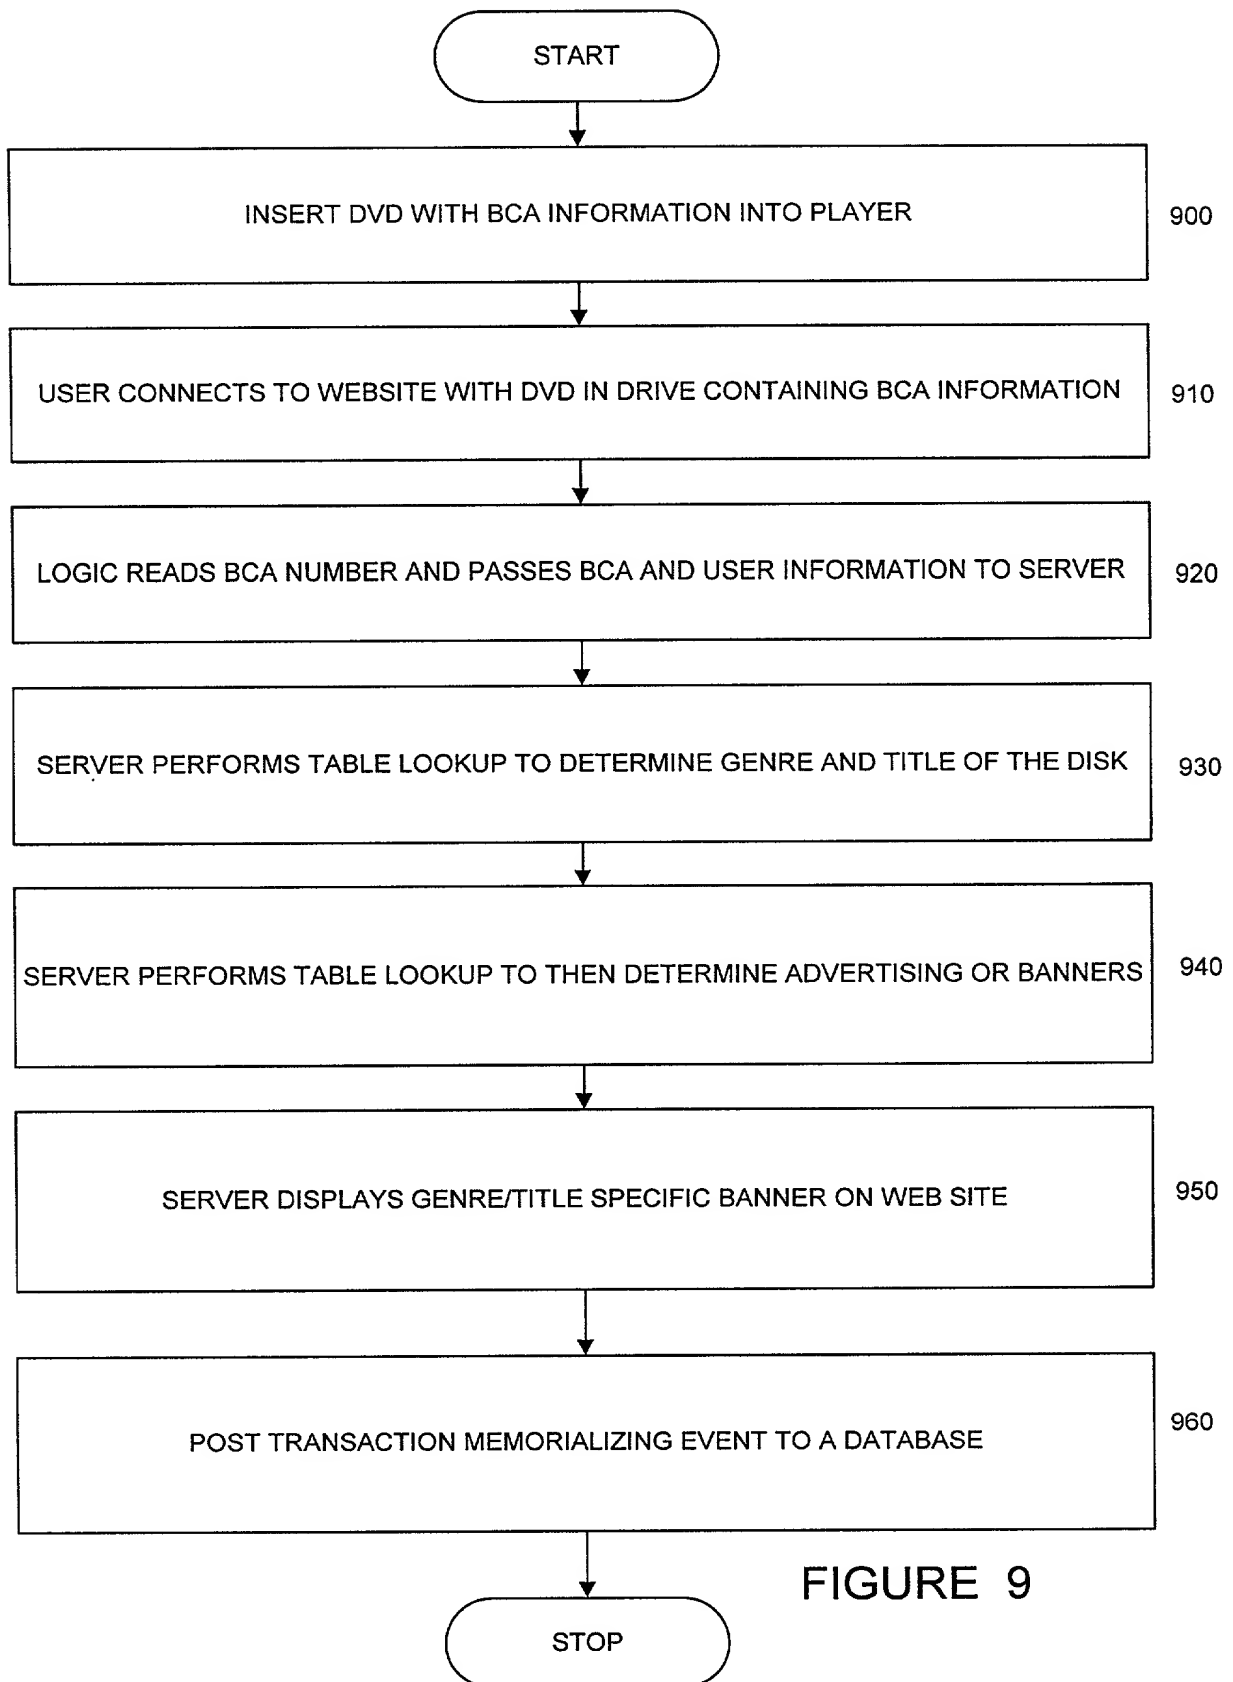 START
INSERT DVD WITH BCA INFORMATION INTO PLAYER
900
USER CONNECTS TO WEBSITE WITH DVD IN DRIVE CONTAINING BCA INFORMATION
910
LOGIC READS BCA NUMBER AND PASSES BCA AND USER INFORMATION TO SERVER
920
SERVER PERFORMS TABLE LOOKUP TO DETERMINE GENRE AND TITLE OF THE DISK
930
SERVER PERFORMS TABLE LOOKUP TO THEN DETERMINE ADVERTISING OR BANNERS
940
SERVER DISPLAYS GENRE/TITLE SPECIFIC BANNER ON WEB SITE
950
POST TRANSACTION MEMORIALIZING EVENT TO A DATABASE
960
FIGURE 9
STOP